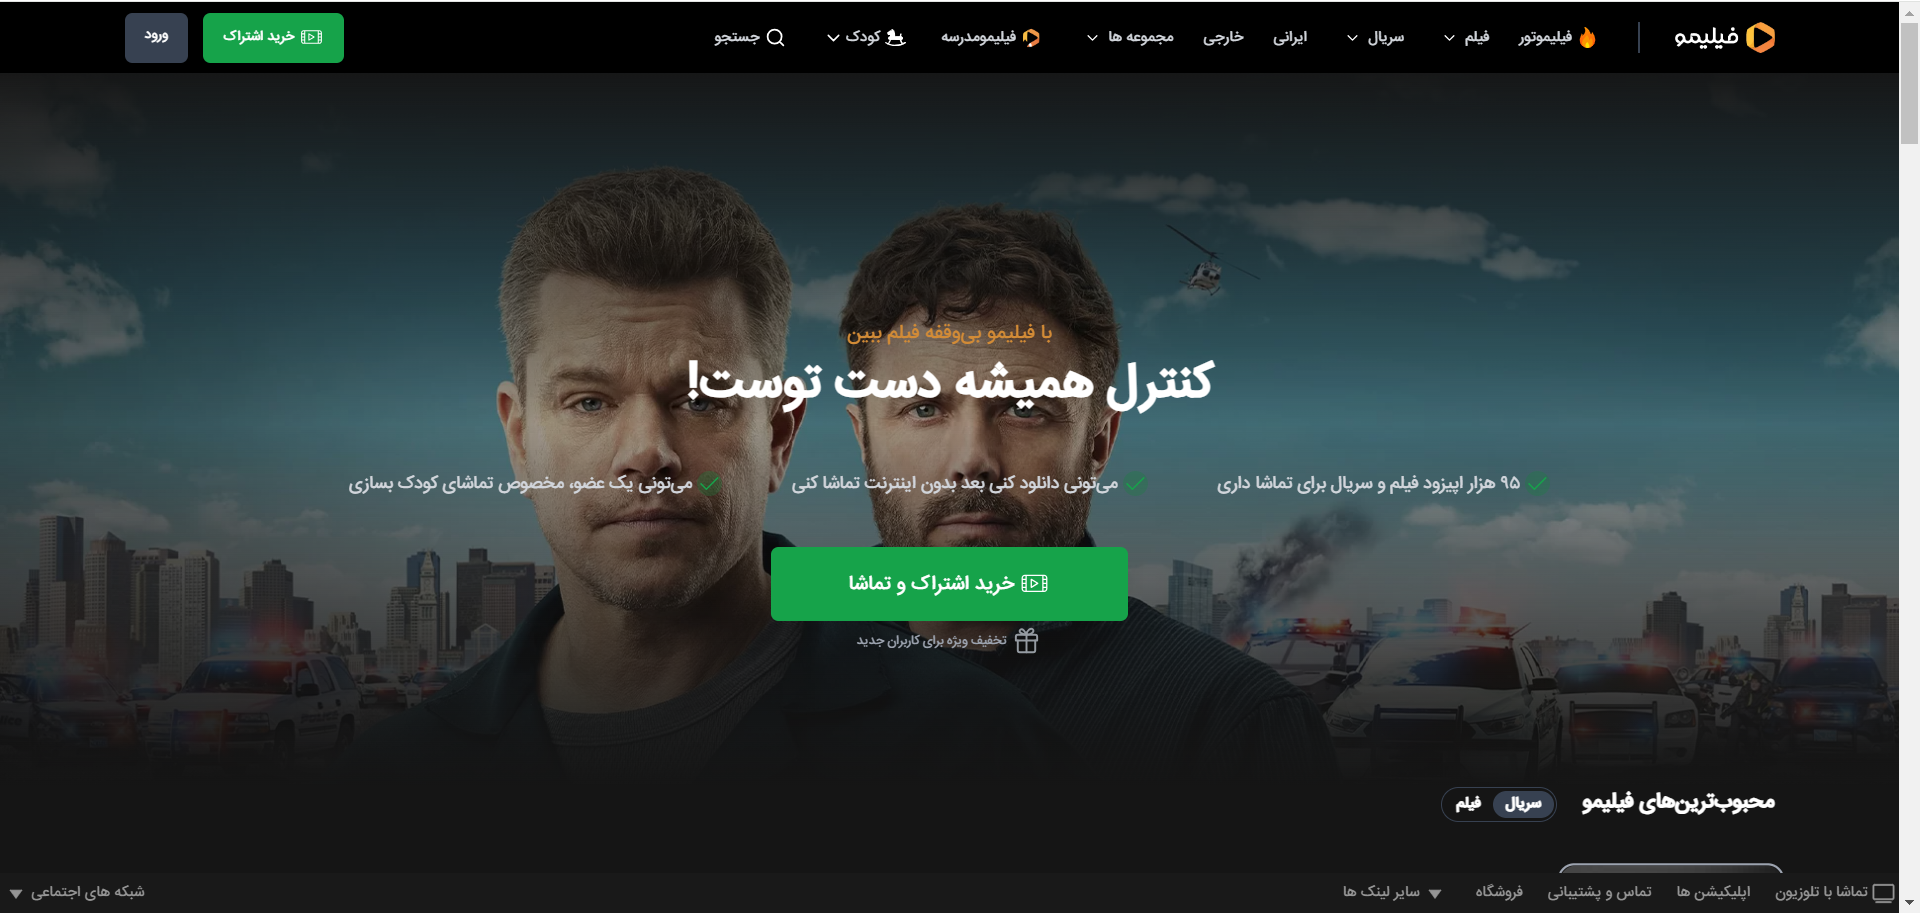 فیلیمو
فیلیموتور
فیلم
سریال
ایرانی
خارجی
مجموعه ها
فیلیمومدرسه
کودک
جستجو
خرید اشتراک
ورود
با فیلیمو بی‌وقفه فیلم ببین
کنترل همیشه دست توست!
۹۵ هزار اپیزود فیلم و سریال برای تماشا داری
می‌تونی دانلود کنی بعد بدون اینترنت تماشا کنی
می‌تونی یک عضو، مخصوص تماشای کودک بسازی
خرید اشتراک و تماشا
تخفیف ویژه برای کاربران جدید
محبوب‌ترین‌های فیلیمو
سریال
فیلم
تماشا با تلوزیون
اپلیکیشن ها
تماس و پشتیبانی
فروشگاه
سایر لینک ها
شبکه های اجتماعی